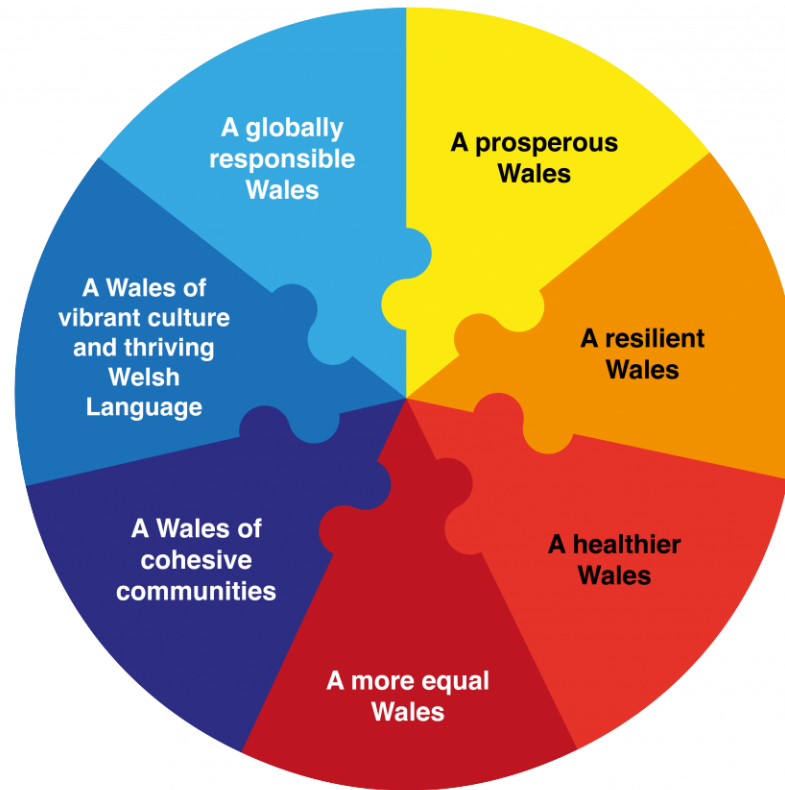 A prosperous
Wales
A resilient
Wales
A healthier
Wales
A more equal
Wales
A Wales of
cohesive
communities
A Wales of
vibrant culture
and thriving
Welsh
Language
A globally
responsible
Wales